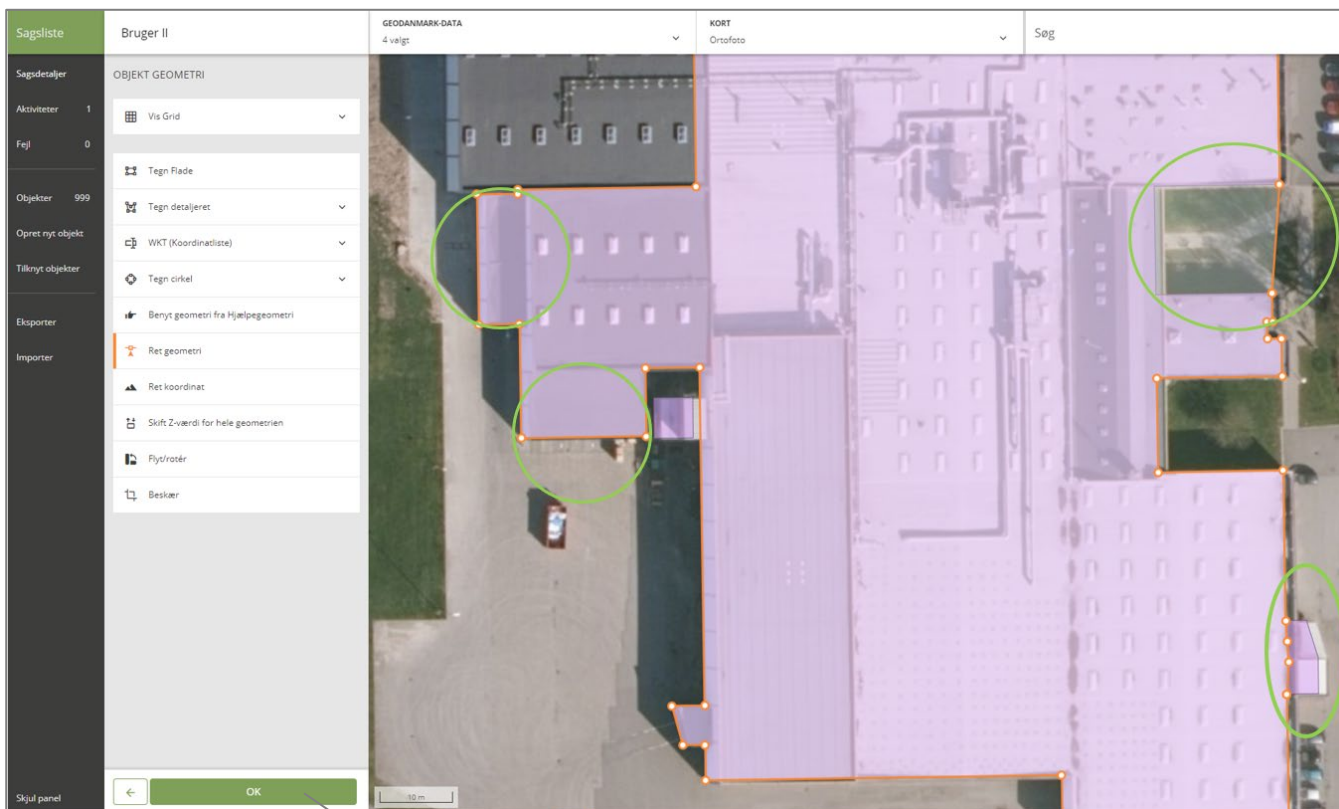 Sagsliste
Sagsdetaljer
Aktiviteter 1
Fejl 0
Objekter 999
Opret nyt objekt
Tilknyt objekter
Eksporter
Importer
Skjul panel
Bruger II
OBJEKT GEOMETRI
Vis Grid
Tegn Flade
Tegn detaljeret
WKT (Koordinatliste)
Tegn cirkel
Benyt geometri fra Hjælpegeometri
Ret geometri
Ret koordinat
Skift Z-værdi for hele geometrien
Flyt/rotér
Beskær
OK
GEODANMARK-DATA
4 valgt
KORT
Ortofoto
Søg
10 m